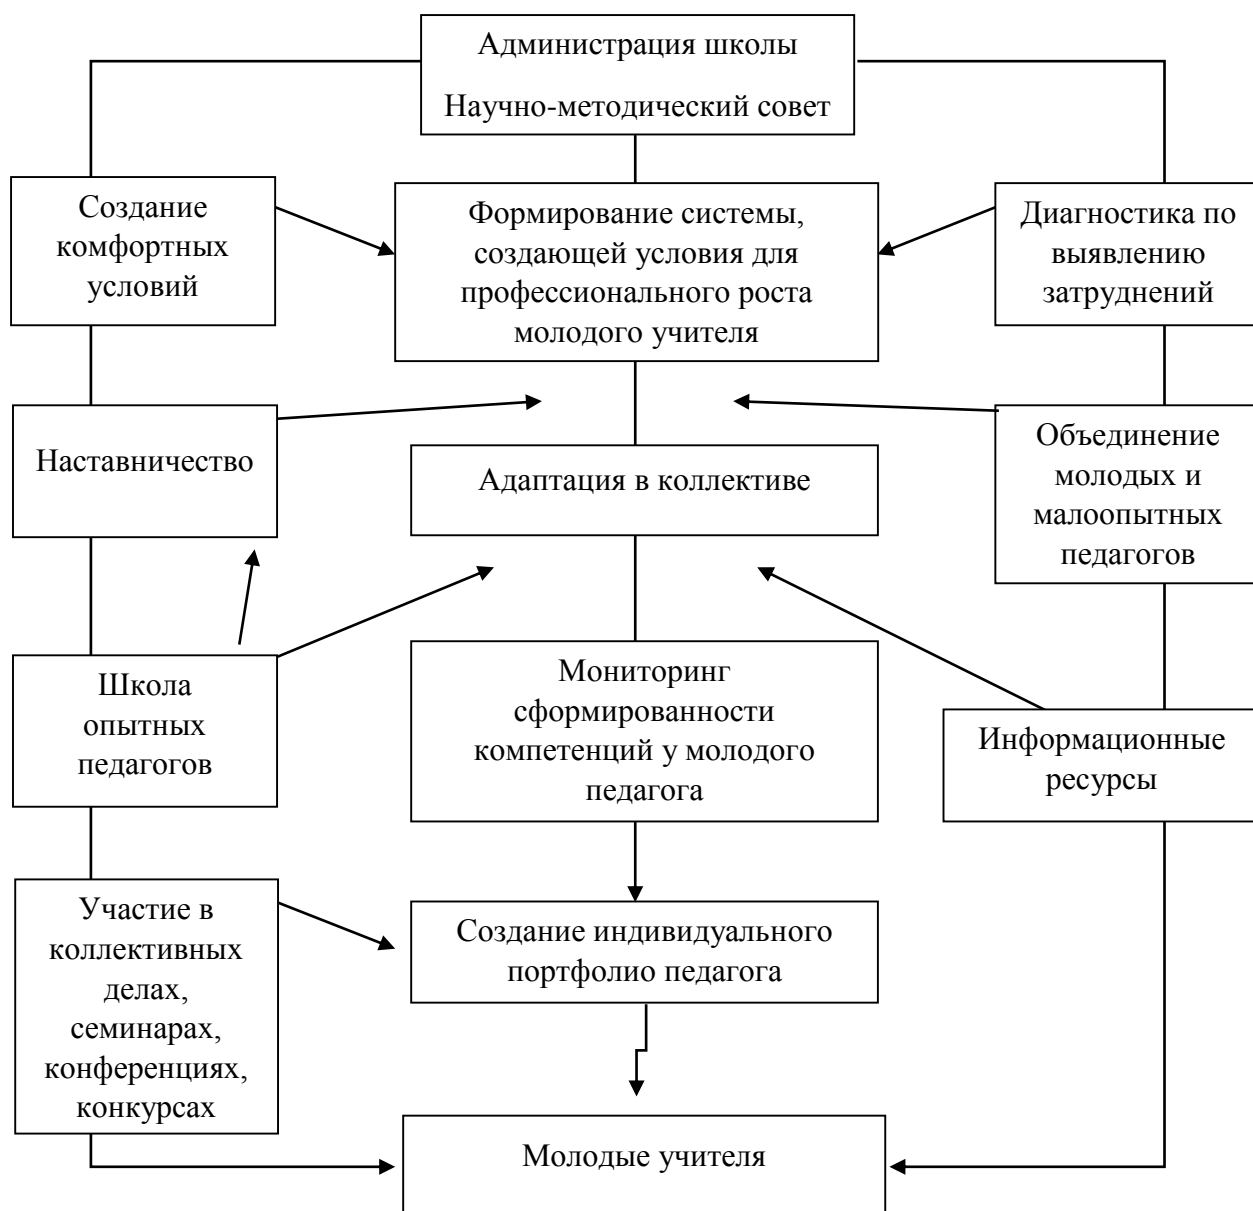 Администрация школы
Научно-методический совет
Создание
комфортных
условий
Формирование системы,
создающей условия для
профессионального роста
молодого учителя
Диагностика по
выявлению
затруднений
Наставничество
Адаптация в коллективе
Объединение
молодых и
малоопытных
педагогов
Школа
опытных
педагогов
Мониторинг
сформированности
компетенций у молодого
педагога
Информационные
ресурсы
Участие в
коллективных
делах,
семинарах,
конференциях,
конкурсах
Создание индивидуального
портфолио педагога
Молодые учителя